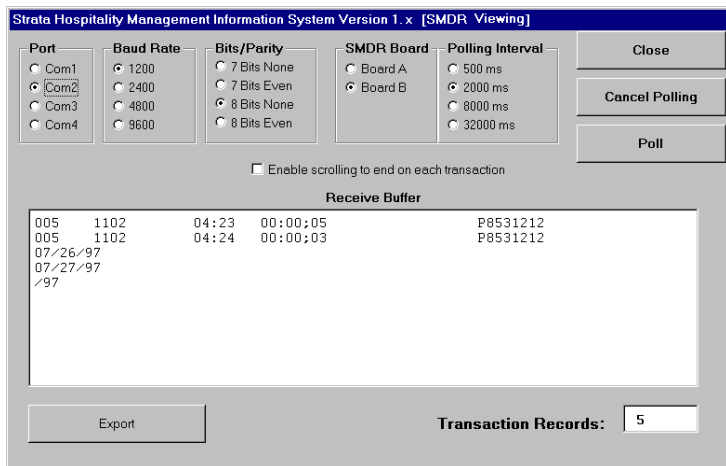 Strata Hospitality Management Information System Version 1.x [SMDR Viewing]
Port
Com1
Com2
Com3
Com4
Baud Rate
1200
2400
4800
9600
Bits/Parity
7 Bits None
7 Bits Even
8 Bits None
8 Bits Even
SMDR Board
Board A
Board B
Polling Interval
500 ms
2000 ms
8000 ms
32000 ms
Close
Cancel Polling
Poll
Enable scrolling to end on each transaction
Receive Buffer
005 1102 04:23 00:00;05 P8531212
005 1102 04:24 00:00;03 P8531212
07/26/97
07/27/97
/97
Export
Transaction Records: 5